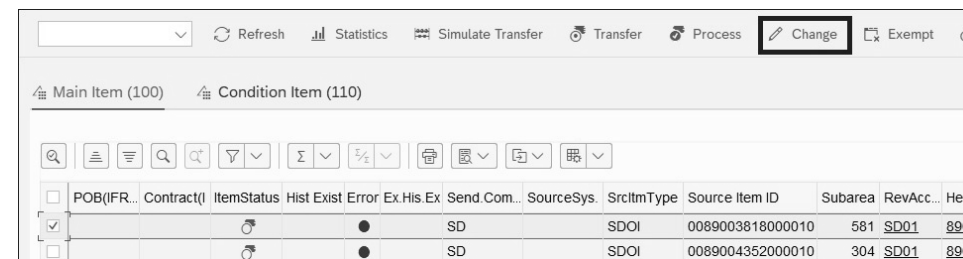 Refresh Statistics Simulate Transfer Transfer Process Change Exempt
Main Item (100) Condition Item (110)
POB(IFR... Contract(I ItemStatus Hist Exist Error Ex.His.Ex Send.Com... SourceSys. SrcItmType Source Item ID Subarea RevAcc... He
SD SDOI 0089003818000010 581 SD01 89
SD SDOI 0089004352000010 304 SD01 89